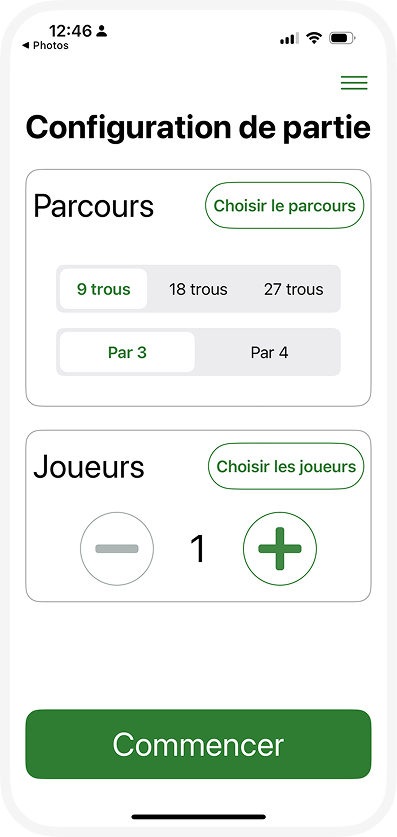 12:46
◀ Photos
Configuration de partie
Parcours
Choisir le parcours
9 trous 18 trous 27 trous
Par 3 Par 4
Joueurs
Choisir les joueurs
1
Commencer